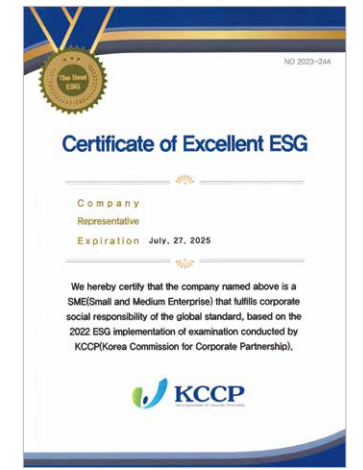 The Best
ESG
NO 2023-244
Certificate of Excellent ESG
Company
Representative
Expiration July, 27, 2025
We hereby certify that the company named above is a
SME(Small and Medium Enterprise) that fulfills corporate
social responsibility of the global standard, based on the
2022 ESG implementation of examination conducted by
KCCP(Korea Commission for Corporate Partnership).
KCCP